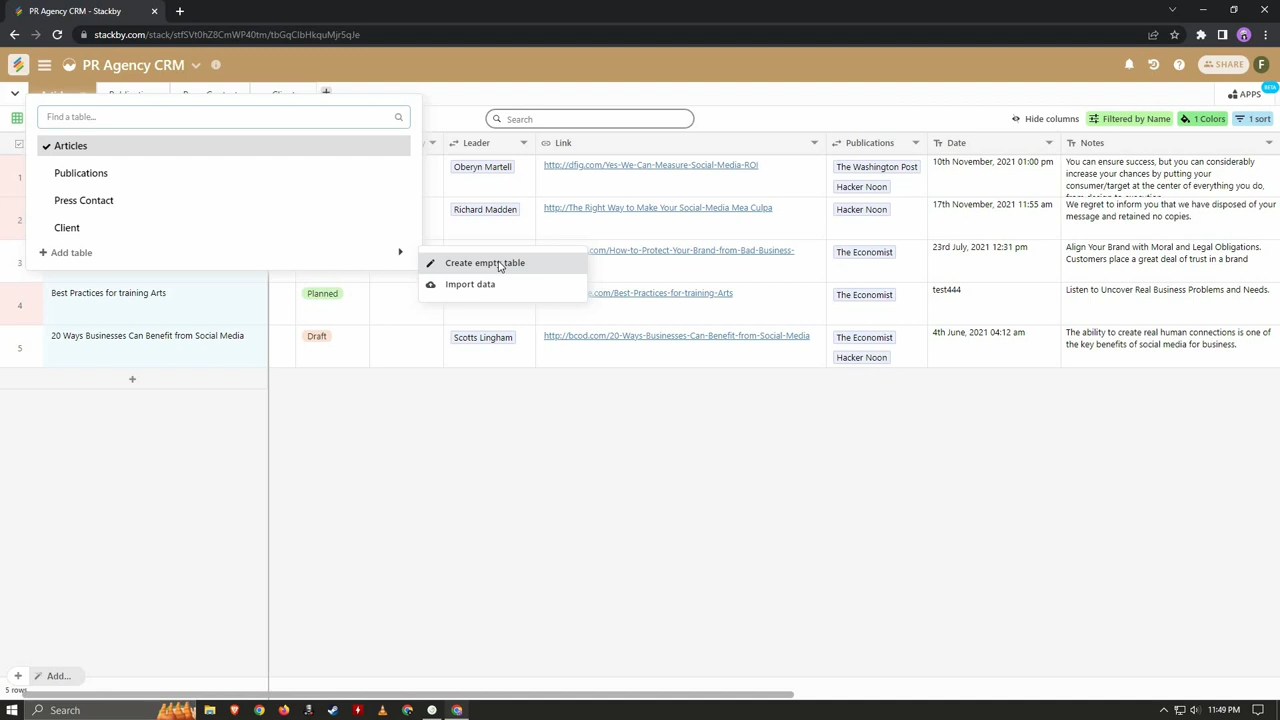 PR Agency CRM - Stackby
stackby.com/stack/stfSVt0hZ8CmWP40tm/tbGqClbHkquMjrSqJe
PR Agency CRM
SHARE
F
BETA
APPS
Find a table...
Search
Hide columns
Filtered by Name
1 Colors
1 sort
Articles
Publications
Press Contact
Client
Add table
Create empty table
Import data
Leader
Link
Publications
Date
Notes
1
Oberyn Martell
http://dfig.com/Yes-We-Can-Measure-Social-Media-ROI
The Washington Post
Hacker Noon
10th November, 2021 01:00 pm
You can ensure success, but you can considerably
increase your chances by putting your
consumer/target at the center of everything you do,
2
Richard Madden
http://The Right Way to Make Your Social-Media Mea Culpa
Hacker Noon
17th November, 2021 11:55 am
We regret to inform you that we have disposed of your
message and retained no copies.
3
.com/How-to-Protect-Your-Brand-from-Bad-Business-
The Economist
23rd July, 2021 12:31 pm
Align Your Brand with Moral and Legal Obligations.
Customers place a great deal of trust in a brand
4
Best Practices for training Arts
Planned
.com/Best-Practices-for-training-Arts
The Economist
test444
Listen to Uncover Real Business Problems and Needs.
5
20 Ways Businesses Can Benefit from Social Media
Draft
Scotts Lingham
http://bcod.com/20-Ways-Businesses-Can-Benefit-from-Social-Media
The Economist
Hacker Noon
4th June, 2021 04:12 am
The ability to create real human connections is one of
the key benefits of social media for business.
Add...
5 rows
Search
11:49 PM